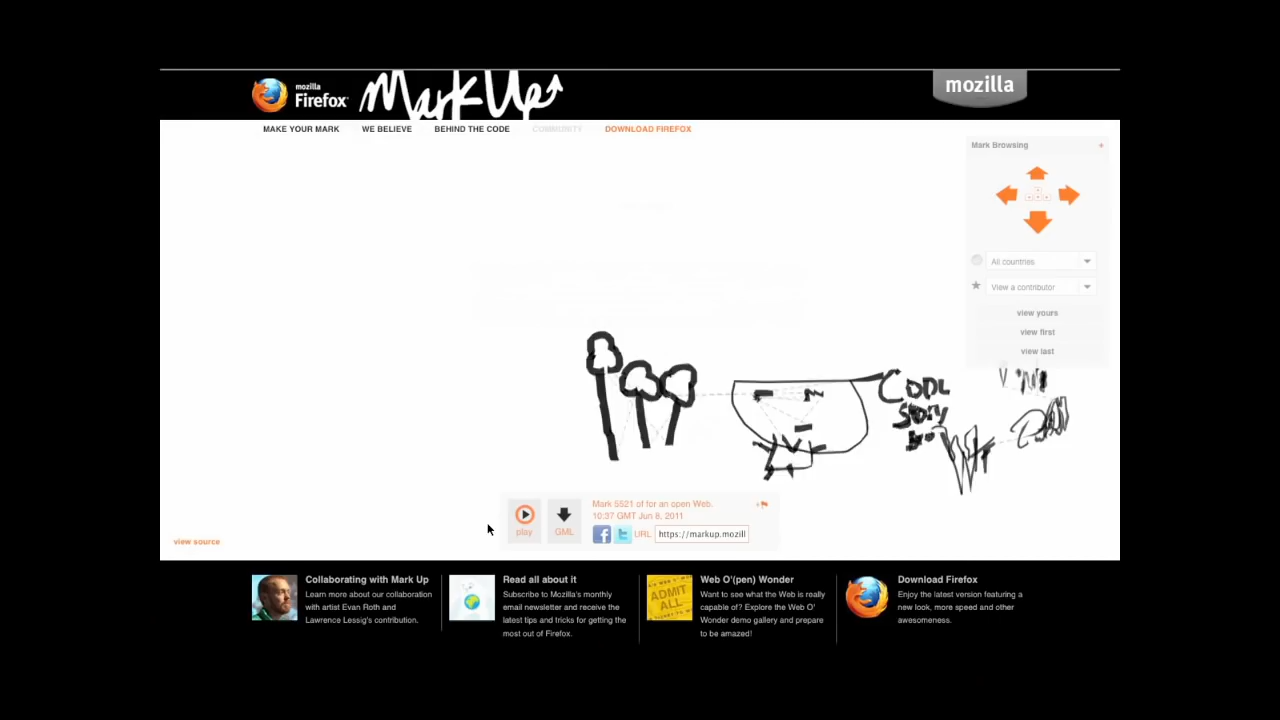 mozilla
Firefox
Mark Up
mozilla
MAKE YOUR MARK
WE BELIEVE
BEHIND THE CODE
COMMUNITY
DOWNLOAD FIREFOX
Mark Browsing
All countries
View a contributor
view yours
view first
view last
COOL
Story
play
GML
Mark 5521 of for an open Web.
10:37 GMT Jun 8, 2011
URL
https://markup.mozill
view source
Collaborating with Mark Up
Learn more about our collaboration
with artist Evan Roth and
Lawrence Lessig's contribution.
Read all about it
Subscribe to Mozilla's monthly
email newsletter and receive the
latest tips and tricks for getting the
most out of Firefox.
ADMIT
ALL
Web O'(pen) Wonder
Want to see what the Web is really
capable of? Explore the Web O'
Wonder demo gallery and prepare
to be amazed!
Download Firefox
Enjoy the latest version featuring a
new look, more speed and other
awesomeness.